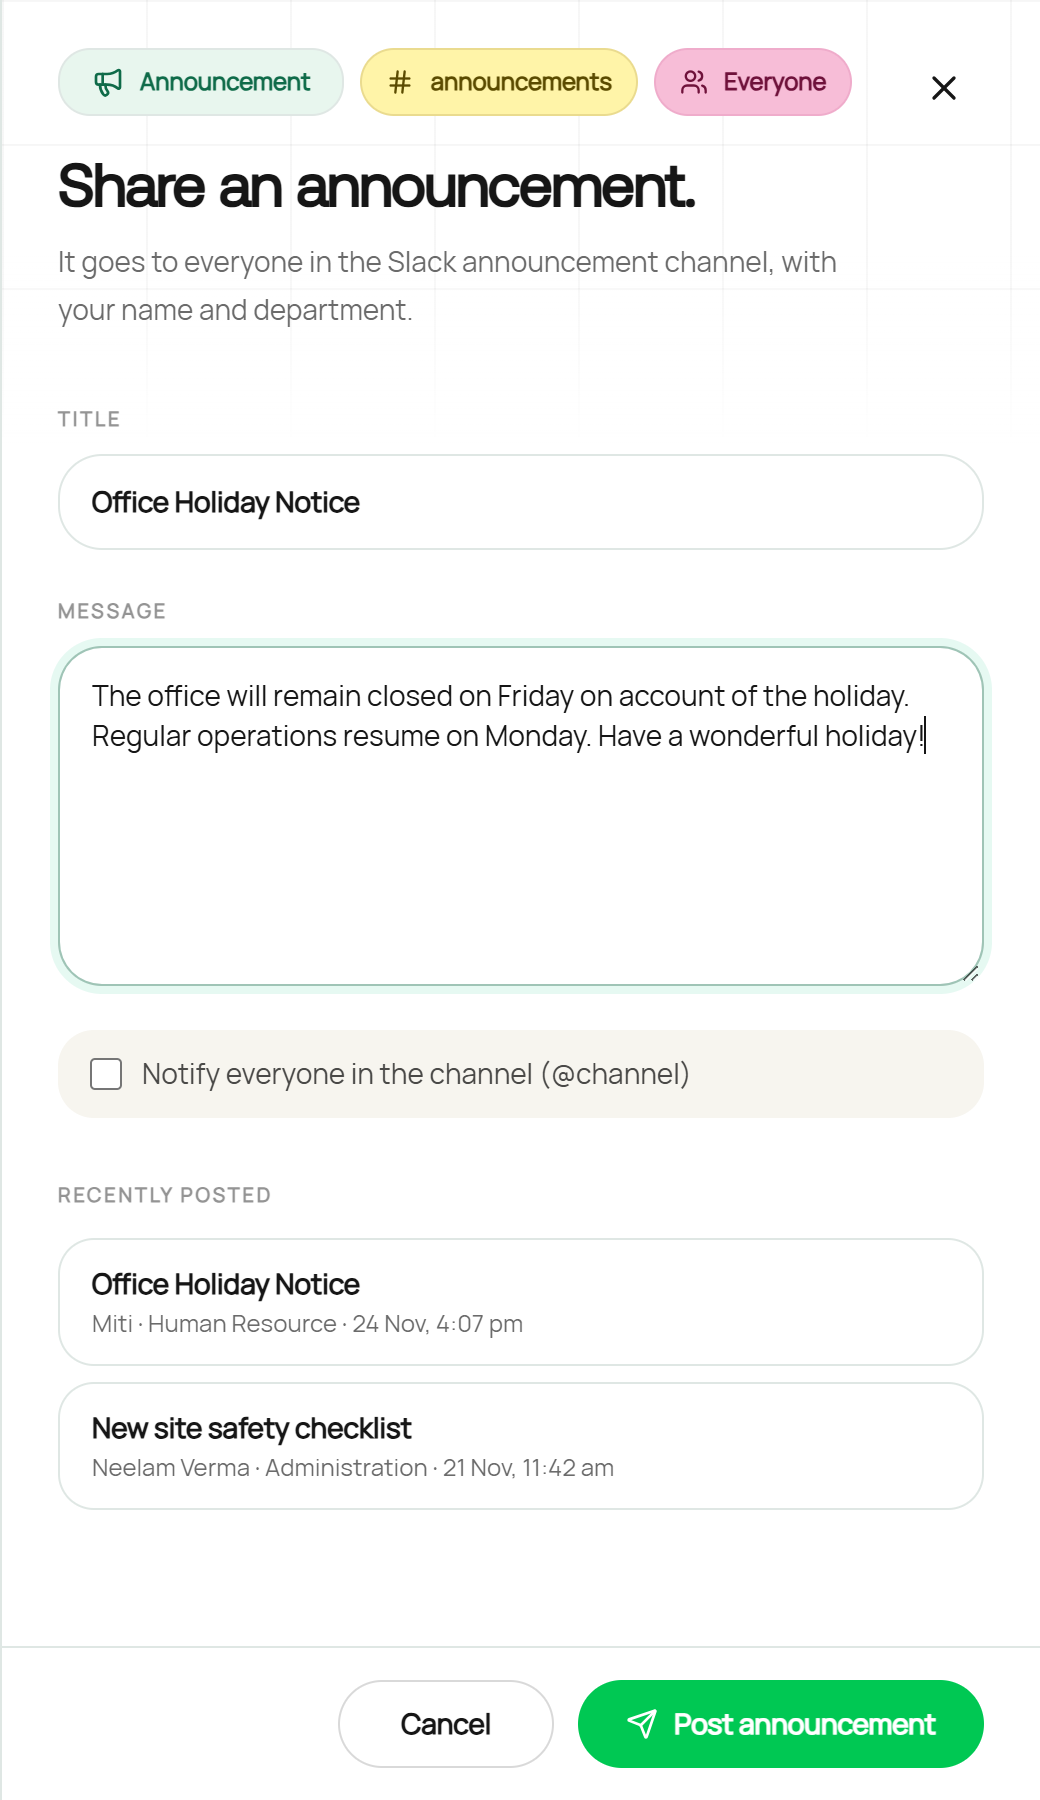 Announcement
# announcements
Everyone
Share an announcement.
It goes to everyone in the Slack announcement channel, with
your name and department.
TITLE
Office Holiday Notice
MESSAGE
The office will remain closed on Friday on account of the holiday.
Regular operations resume on Monday. Have a wonderful holiday!
Notify everyone in the channel (@channel)
RECENTLY POSTED
Office Holiday Notice
Miti · Human Resource · 24 Nov, 4:07 pm
New site safety checklist
Neelam Verma · Administration · 21 Nov, 11:42 am
Cancel
Post announcement